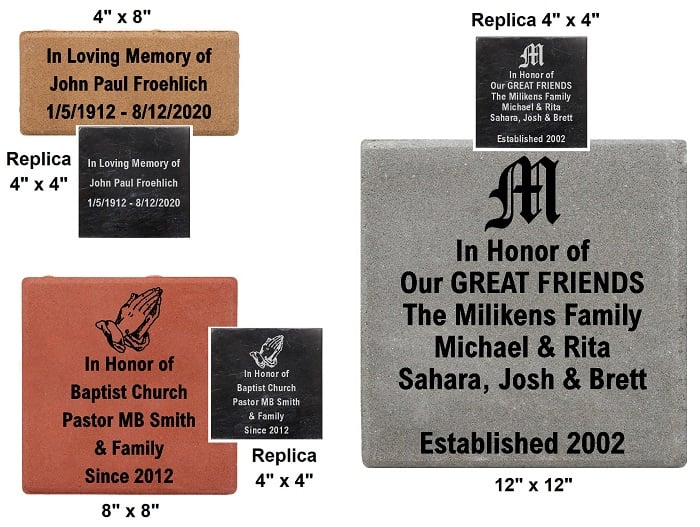 4" x 8"
In Loving Memory of
John Paul Froehlich
1/5/1912 - 8/12/2020
Replica
4" x 4"
In Loving Memory of
John Paul Froehlich
1/5/1912 - 8/12/2020
In Honor of
Baptist Church
Pastor MB Smith
& Family
Since 2012
8" x 8"
In Honor of
Baptist Church
Pastor MB Smith
& Family
Since 2012
Replica
4" x 4"
Replica 4" x 4"
M
In Honor of
Our GREAT FRIENDS
The Milikens Family
Michael & Rita
Sahara, Josh & Brett
Established 2002
M
In Honor of
Our GREAT FRIENDS
The Milikens Family
Michael & Rita
Sahara, Josh & Brett
Established 2002
12" x 12"